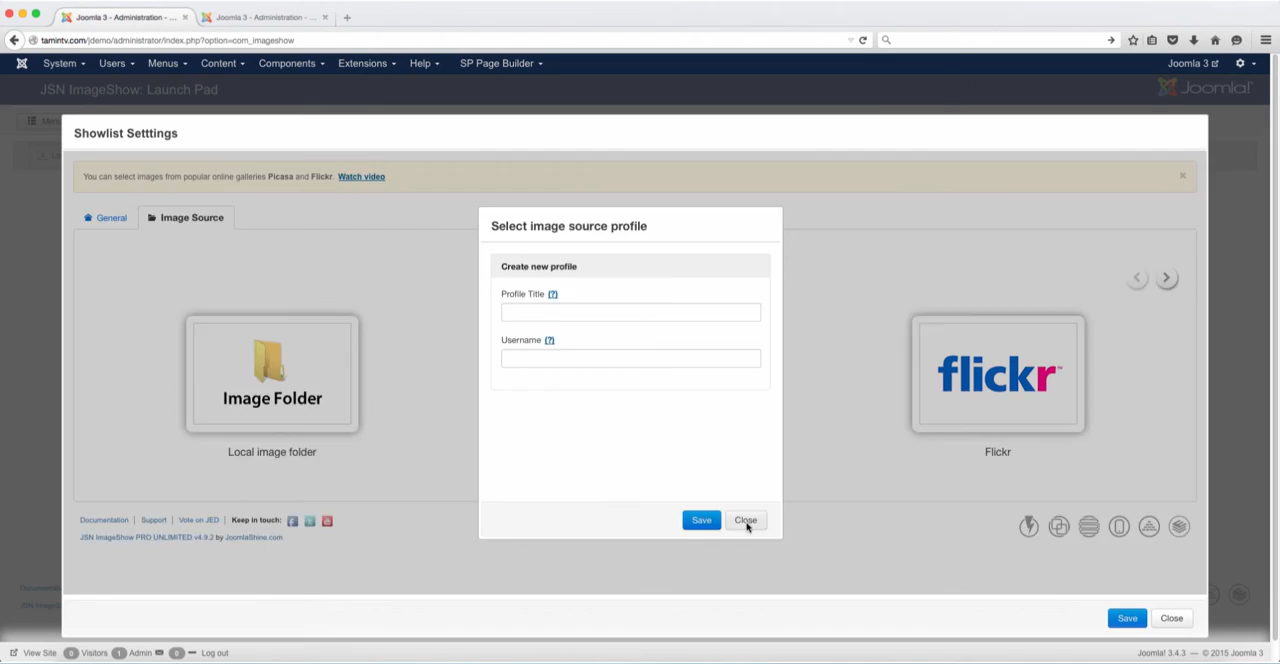 Joomla 3 - Administration - ...
Joomla 3 - Administration - ...
tamintv.com/jdemo/administrator/index.php?option=com_imageshow
System Users Menus Content Components Extensions Help SP Page Builder
Joomla 3
JSN ImageShow: Launch Pad
Joomla!
Showlist Setttings
You can select images from popular online galleries Picasa and Flickr. Watch video
General
Image Source
Select image source profile
Create new profile
Profile Title (?)
Username (?)
Image Folder
Local image folder
flickr
Flickr
Save
Close
Documentation | Support | Vote on JED | Keep in touch:
JSN ImageShow PRO UNLIMITED v4.9.2 by JoomlaShine.com
Save
Close
View Site 0 Visitors 1 Admin 0 Log out
Joomla! 3.4.3 — © 2015 Joomla 3